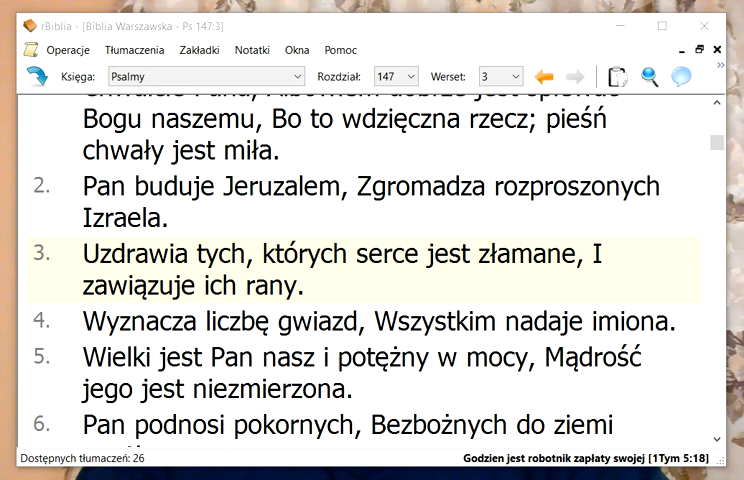 rBiblia - [Biblia Warszawska - Ps 147:3]
Operacje Tłumaczenia Zakładki Notatki Okna Pomoc
Księga: Psalmy Rozdział: 147 Werset: 3
Bogu naszemu, Bo to wdzięczna rzecz; pieśń
chwały jest miła.
2. Pan buduje Jeruzalem, Zgromadza rozproszonych
Izraela.
3. Uzdrawia tych, których serce jest złamane, I
zawiązuje ich rany.
4. Wyznacza liczbę gwiazd, Wszystkim nadaje imiona.
5. Wielki jest Pan nasz i potężny w mocy, Mądrość
jego jest niezmierzona.
6. Pan podnosi pokornych, Bezbożnych do ziemi
Dostępnych tłumaczeń: 26 Godzien jest robotnik zapłaty swojej [1Tym 5:18]